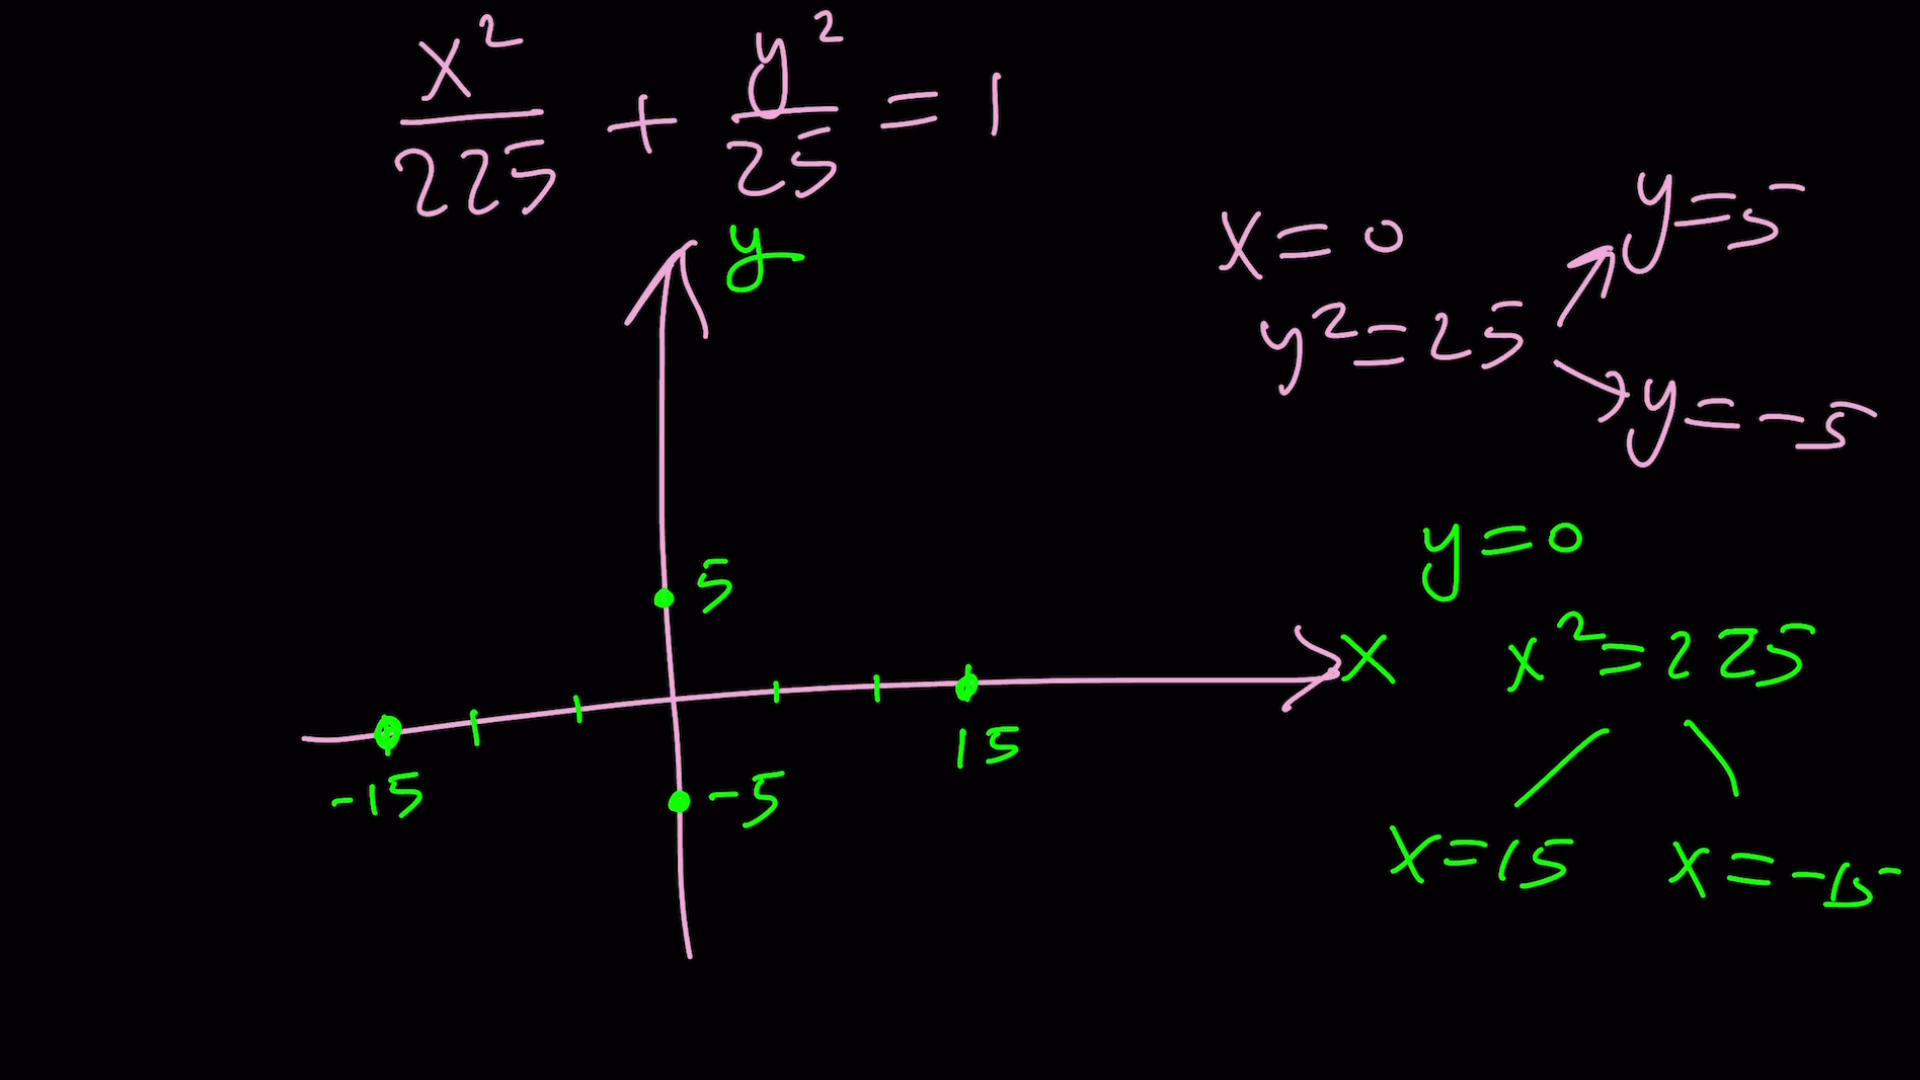 x²/225 + y²/25 = 1
y
x = 0
y² = 25
y = 5
y = -5
5
x
-15
15
-5
y = 0
x² = 225
x = 15
x = -15